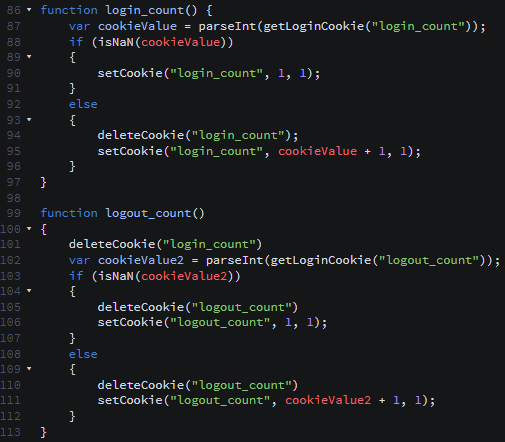 86 function login_count() {
87 var cookieValue = parseInt(getLoginCookie("login_count"));
88 if (isNaN(cookieValue))
89 {
90 setCookie("login_count", 1, 1);
91 }
92 else
93 {
94 deleteCookie("login_count");
95 setCookie("login_count", cookieValue + 1, 1);
96 }
97 }
98
99 function logout_count()
100 {
101 deleteCookie("login_count")
102 var cookieValue2 = parseInt(getLoginCookie("logout_count"));
103 if (isNaN(cookieValue2))
104 {
105 deleteCookie("logout_count")
106 setCookie("logout_count", 1, 1);
107 }
108 else
109 {
110 deleteCookie("logout_count")
111 setCookie("logout_count", cookieValue2 + 1, 1);
112 }
113 }